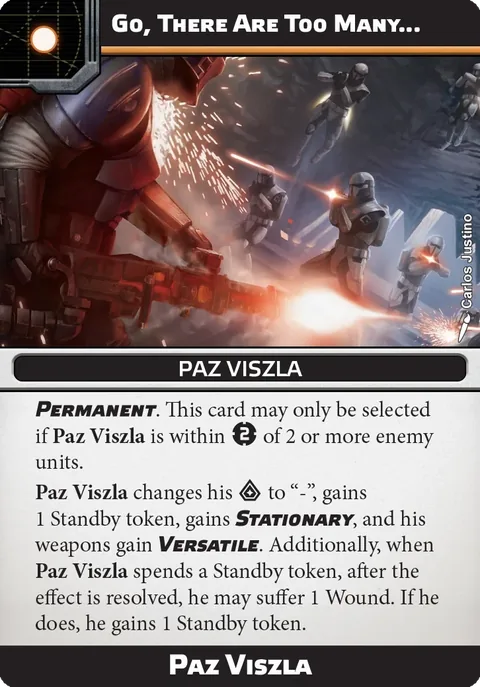 Go, There Are Too Many...
Carlos Justino
PAZ VISZLA
PERMANENT. This card may only be selected
if Paz Viszla is within 2 of 2 or more enemy
units.
Paz Viszla changes his to “-”, gains
1 Standby token, gains STATIONARY, and his
weapons gain VERSATILE. Additionally, when
Paz Viszla spends a Standby token, after the
effect is resolved, he may suffer 1 Wound. If he
does, he gains 1 Standby token.
Paz Viszla